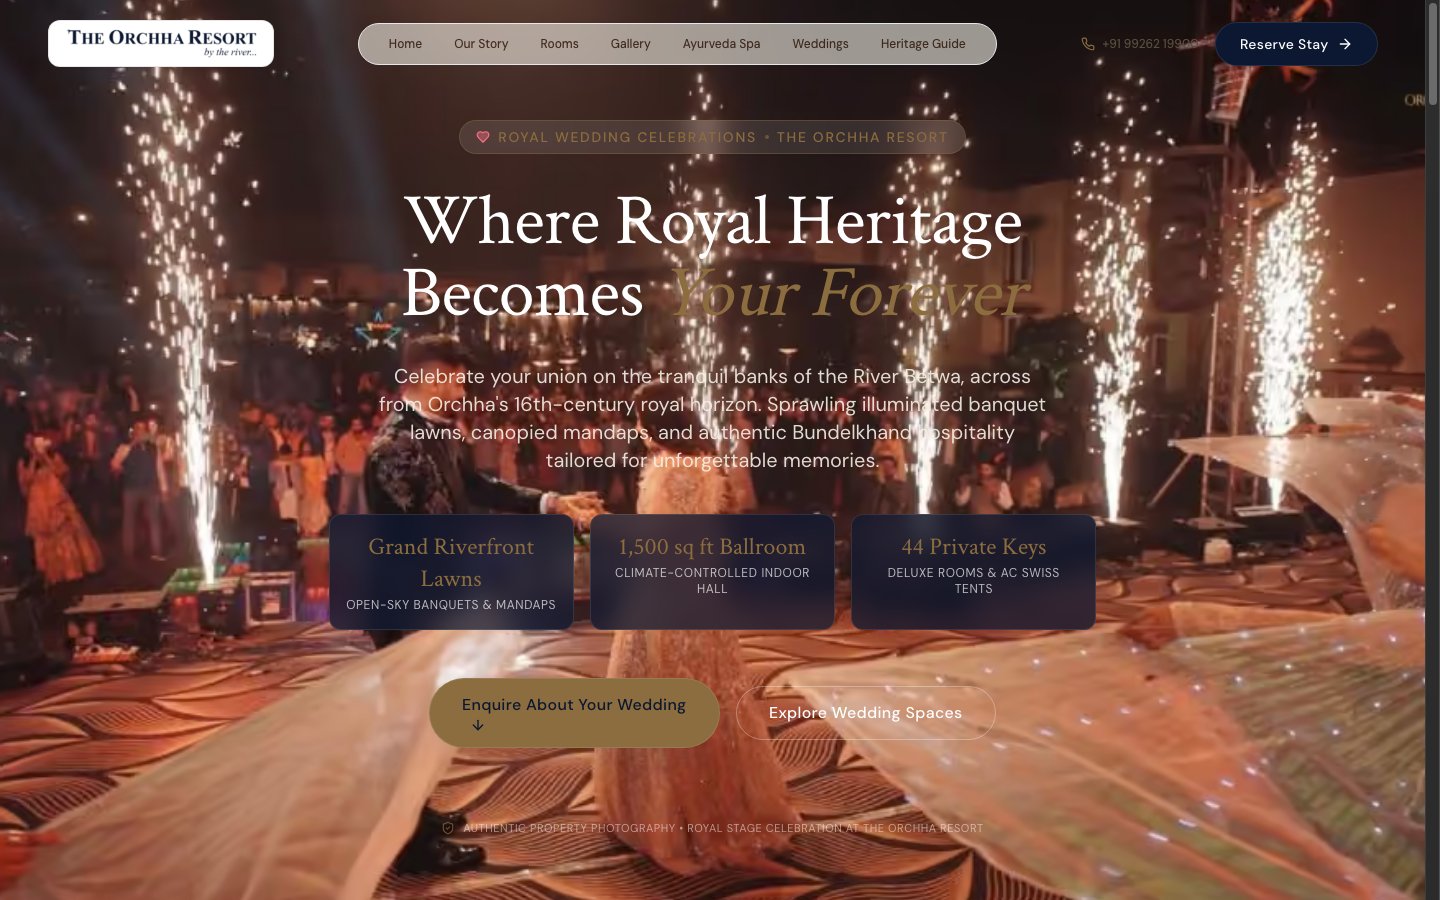 THE ORCHHA RESORT
by the river...
Home
Our Story
Rooms
Gallery
Ayurveda Spa
Weddings
Heritage Guide
+91 99262 19906
Reserve Stay
ROYAL WEDDING CELEBRATIONS • THE ORCHHA RESORT
Where Royal Heritage
Becomes Your Forever
Celebrate your union on the tranquil banks of the River Betwa, across
from Orchha's 16th-century royal horizon. Sprawling illuminated banquet
lawns, canopied mandaps, and authentic Bundelkhand hospitality
tailored for unforgettable memories.
Grand Riverfront
Lawns
OPEN-SKY BANQUETS & MANDAPS
1,500 sq ft Ballroom
CLIMATE-CONTROLLED INDOOR
HALL
44 Private Keys
DELUXE ROOMS & AC SWISS
TENTS
Enquire About Your Wedding
Explore Wedding Spaces
AUTHENTIC PROPERTY PHOTOGRAPHY • ROYAL STAGE CELEBRATION AT THE ORCHHA RESORT